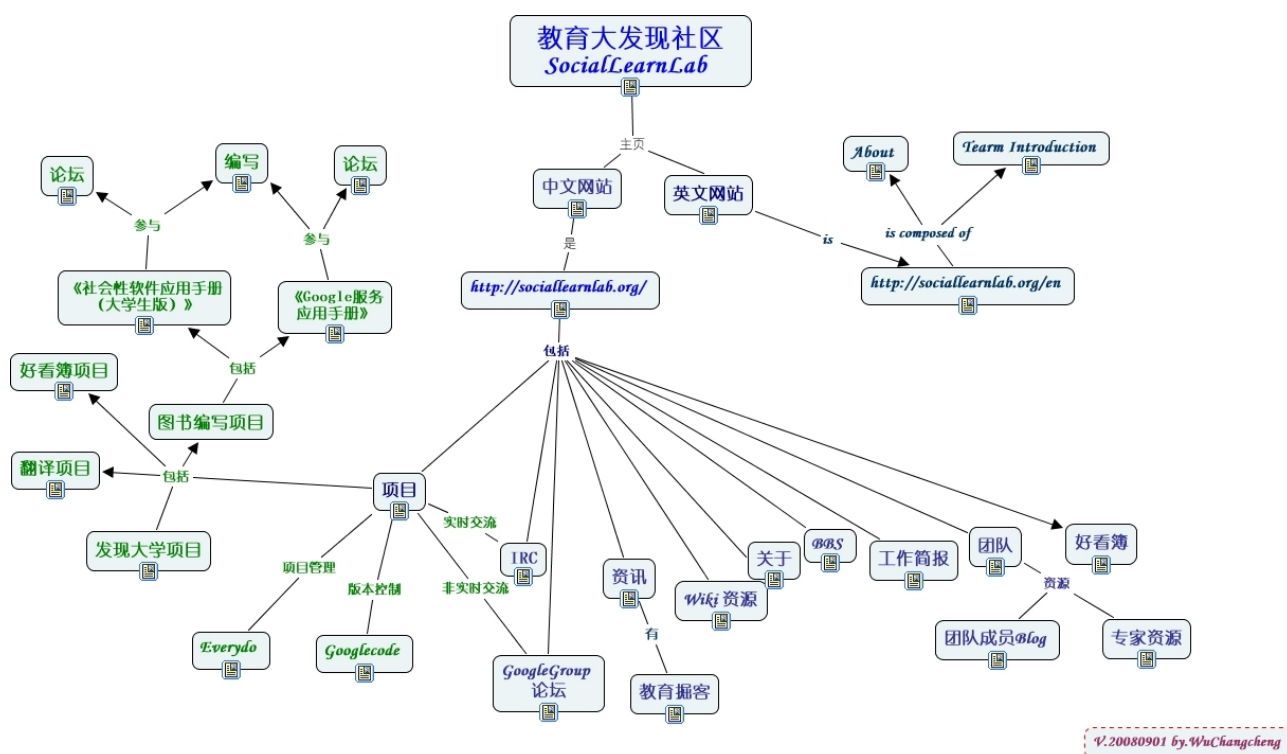 教育大发现社区
SocialLearnLab
主页
中文网站
英文网站
About
Tearm Introduction
论坛
编写
论坛
参与
参与
是
is
is composed of
http://sociallearnlab.org/
http://sociallearnlab.org/en
《社会性软件应用手册
（大学生版）》
《Google服务
应用手册》
包括
包括
好看簿项目
图书编写项目
翻译项目
包括
项目
发现大学项目
实时交流
项目管理
版本控制
非实时交流
IRC
资讯
Wiki 资源
关于
BBS
工作简报
团队
好看簿
资源
有
Everydo
Googlecode
GoogleGroup
论坛
教育掘客
团队成员Blog
专家资源
V.20080901 by.WuChangcheng